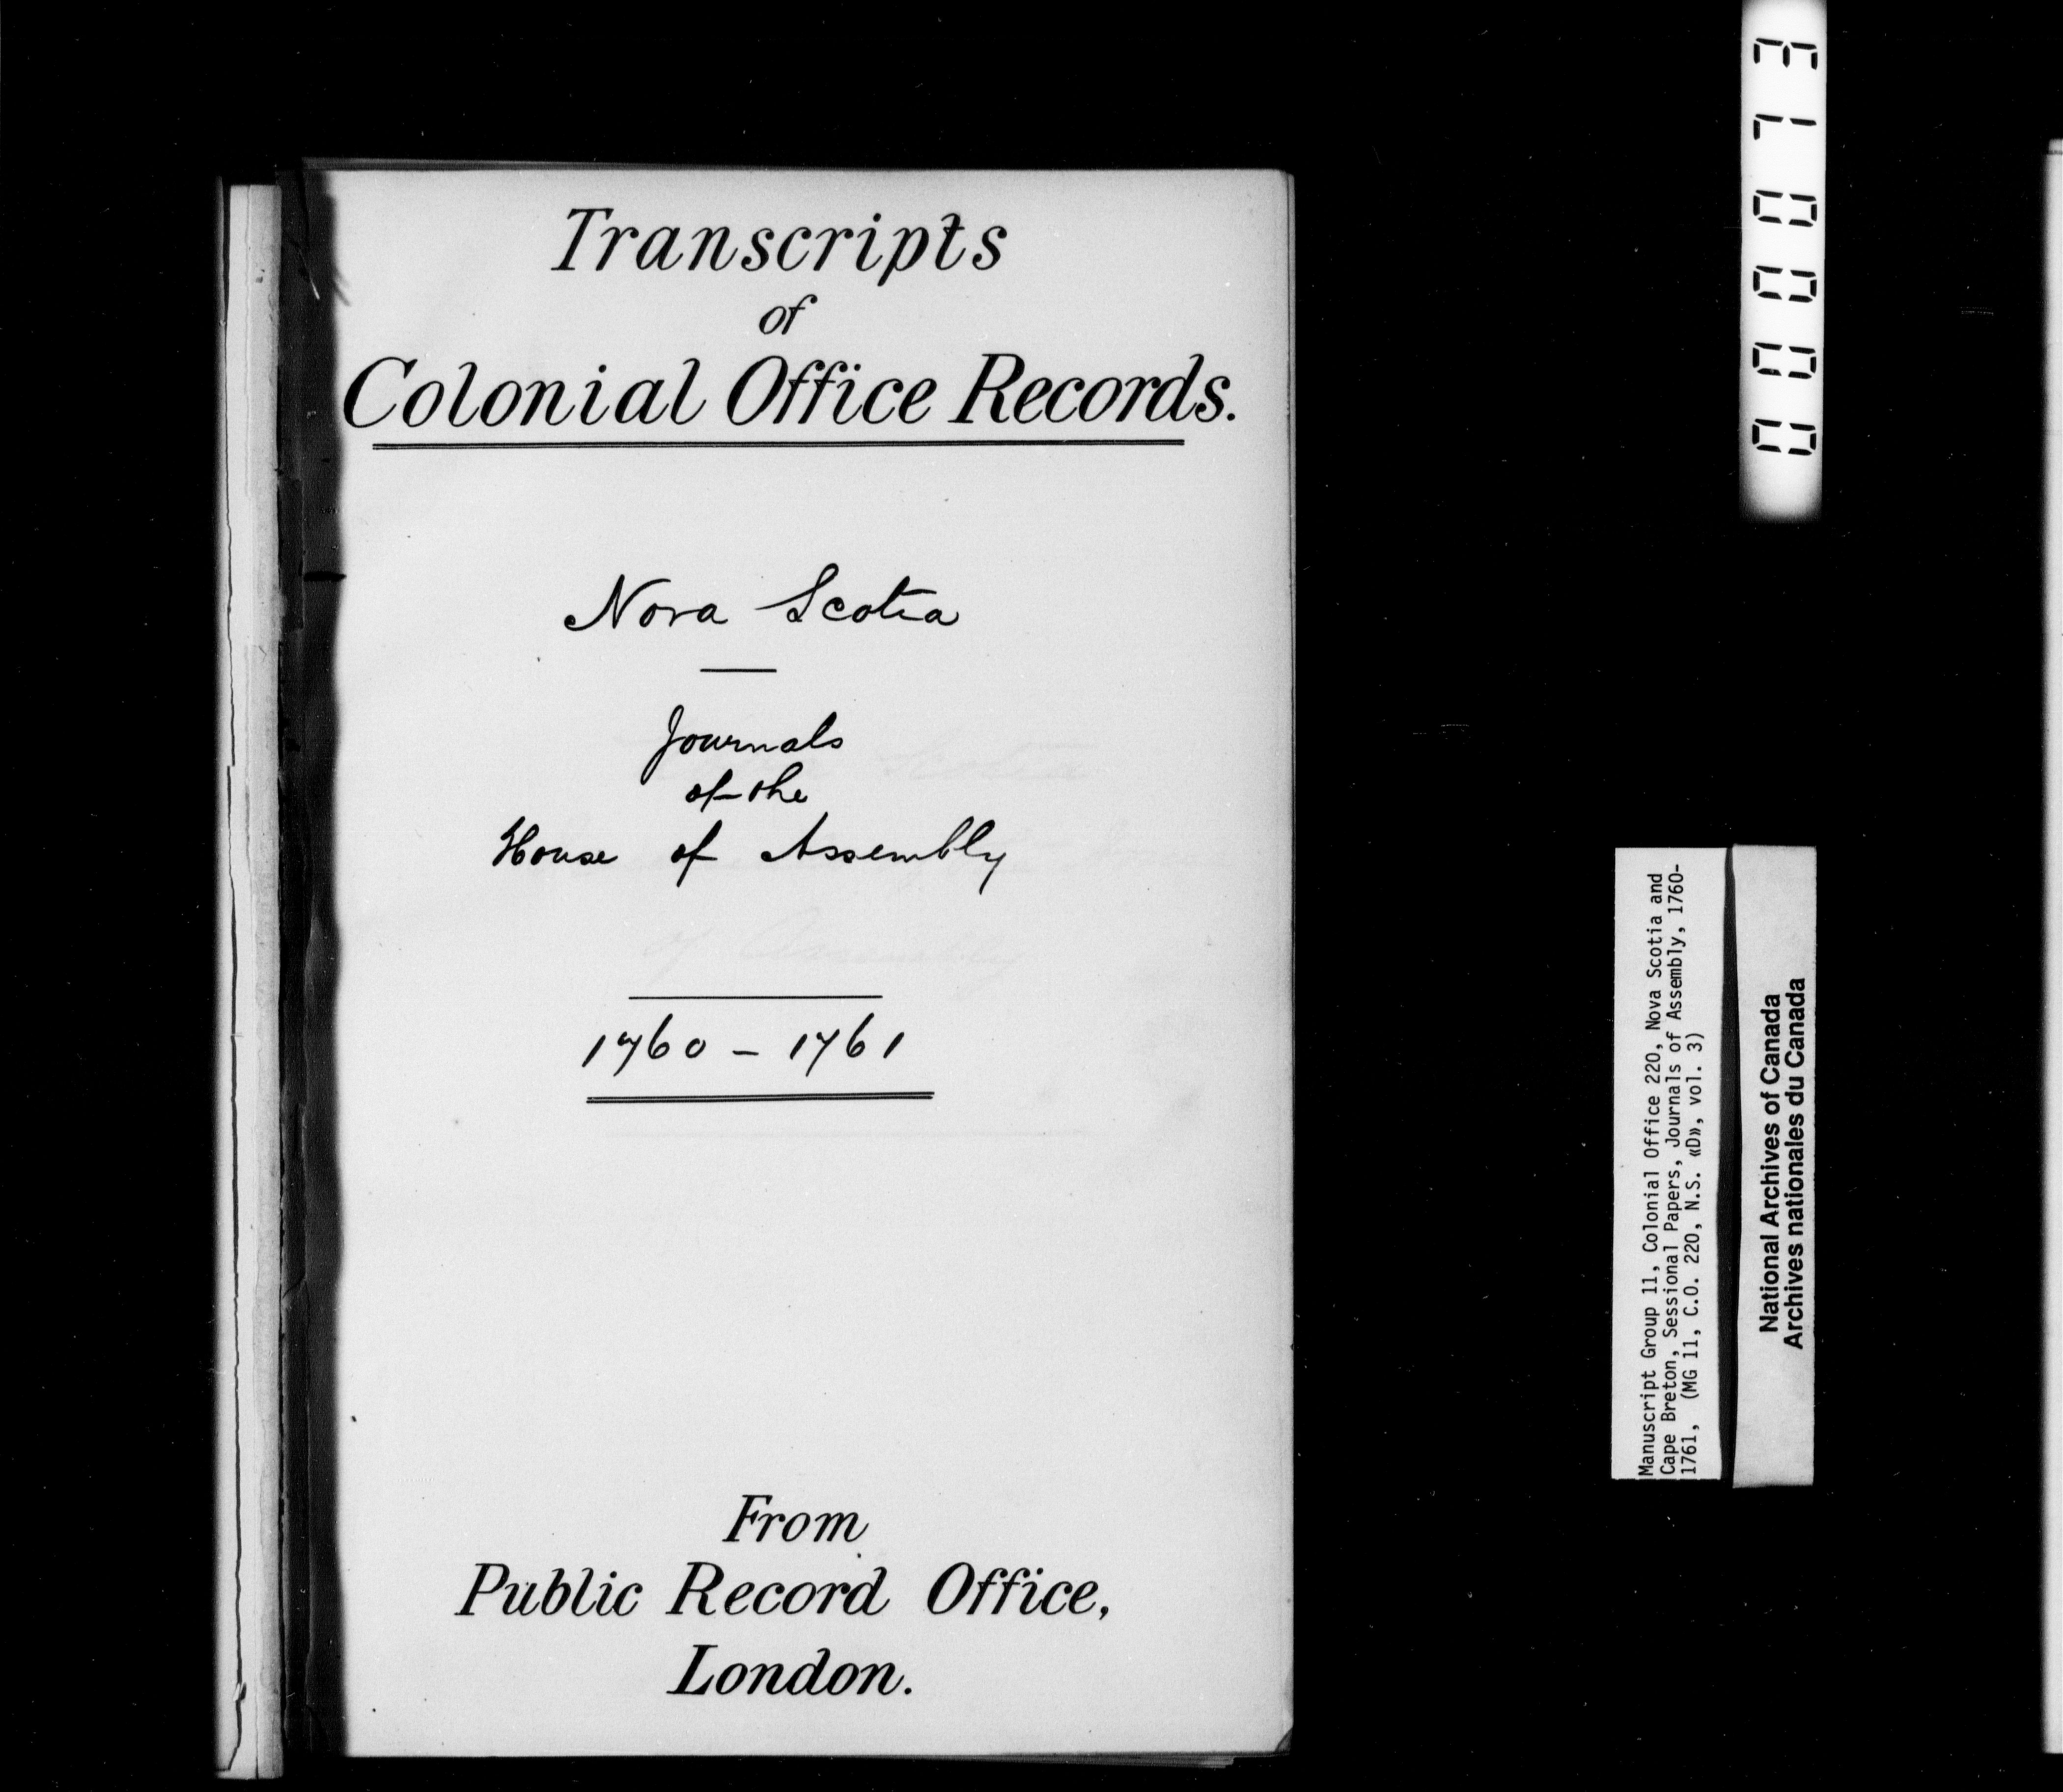 Transcripts
of
Colonial Office Records.
Nova Scotia
Journals
of the
House of Assembly
1760 - 1761
From
Public Record Office,
London.
000073
Manuscript Group 11, Colonial Office 220, Nova Scotia and
Cape Breton, Sessional Papers, Journals of Assembly, 1760-
1761, (MG 11, C.O. 220, N.S. «D», vol. 3)
National Archives of Canada
Archives nationales du Canada